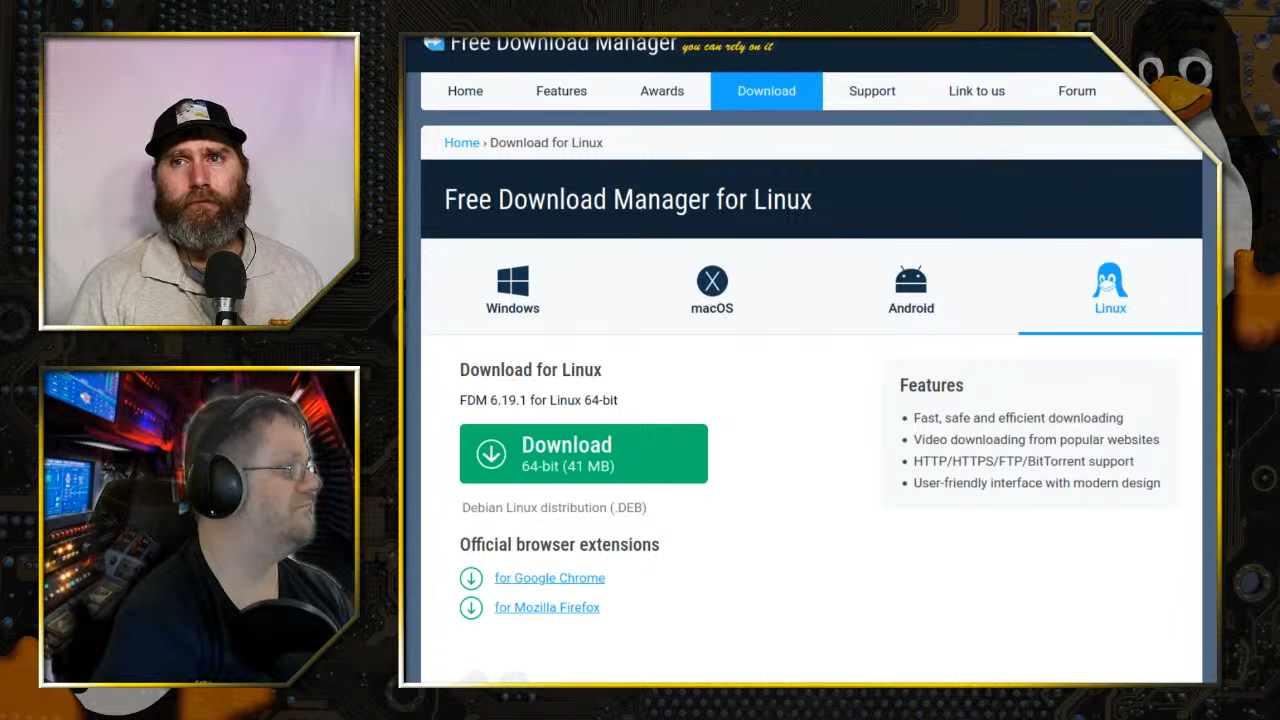 Free Download Manager you can rely on it
Home Features Awards Download Support Link to us Forum
Home › Download for Linux
Free Download Manager for Linux
Windows macOS Android Linux
Download for Linux
FDM 6.19.1 for Linux 64-bit
Download
64-bit (41 MB)
Debian Linux distribution (.DEB)
Official browser extensions
for Google Chrome
for Mozilla Firefox
Features
Fast, safe and efficient downloading
Video downloading from popular websites
HTTP/HTTPS/FTP/BitTorrent support
User-friendly interface with modern design